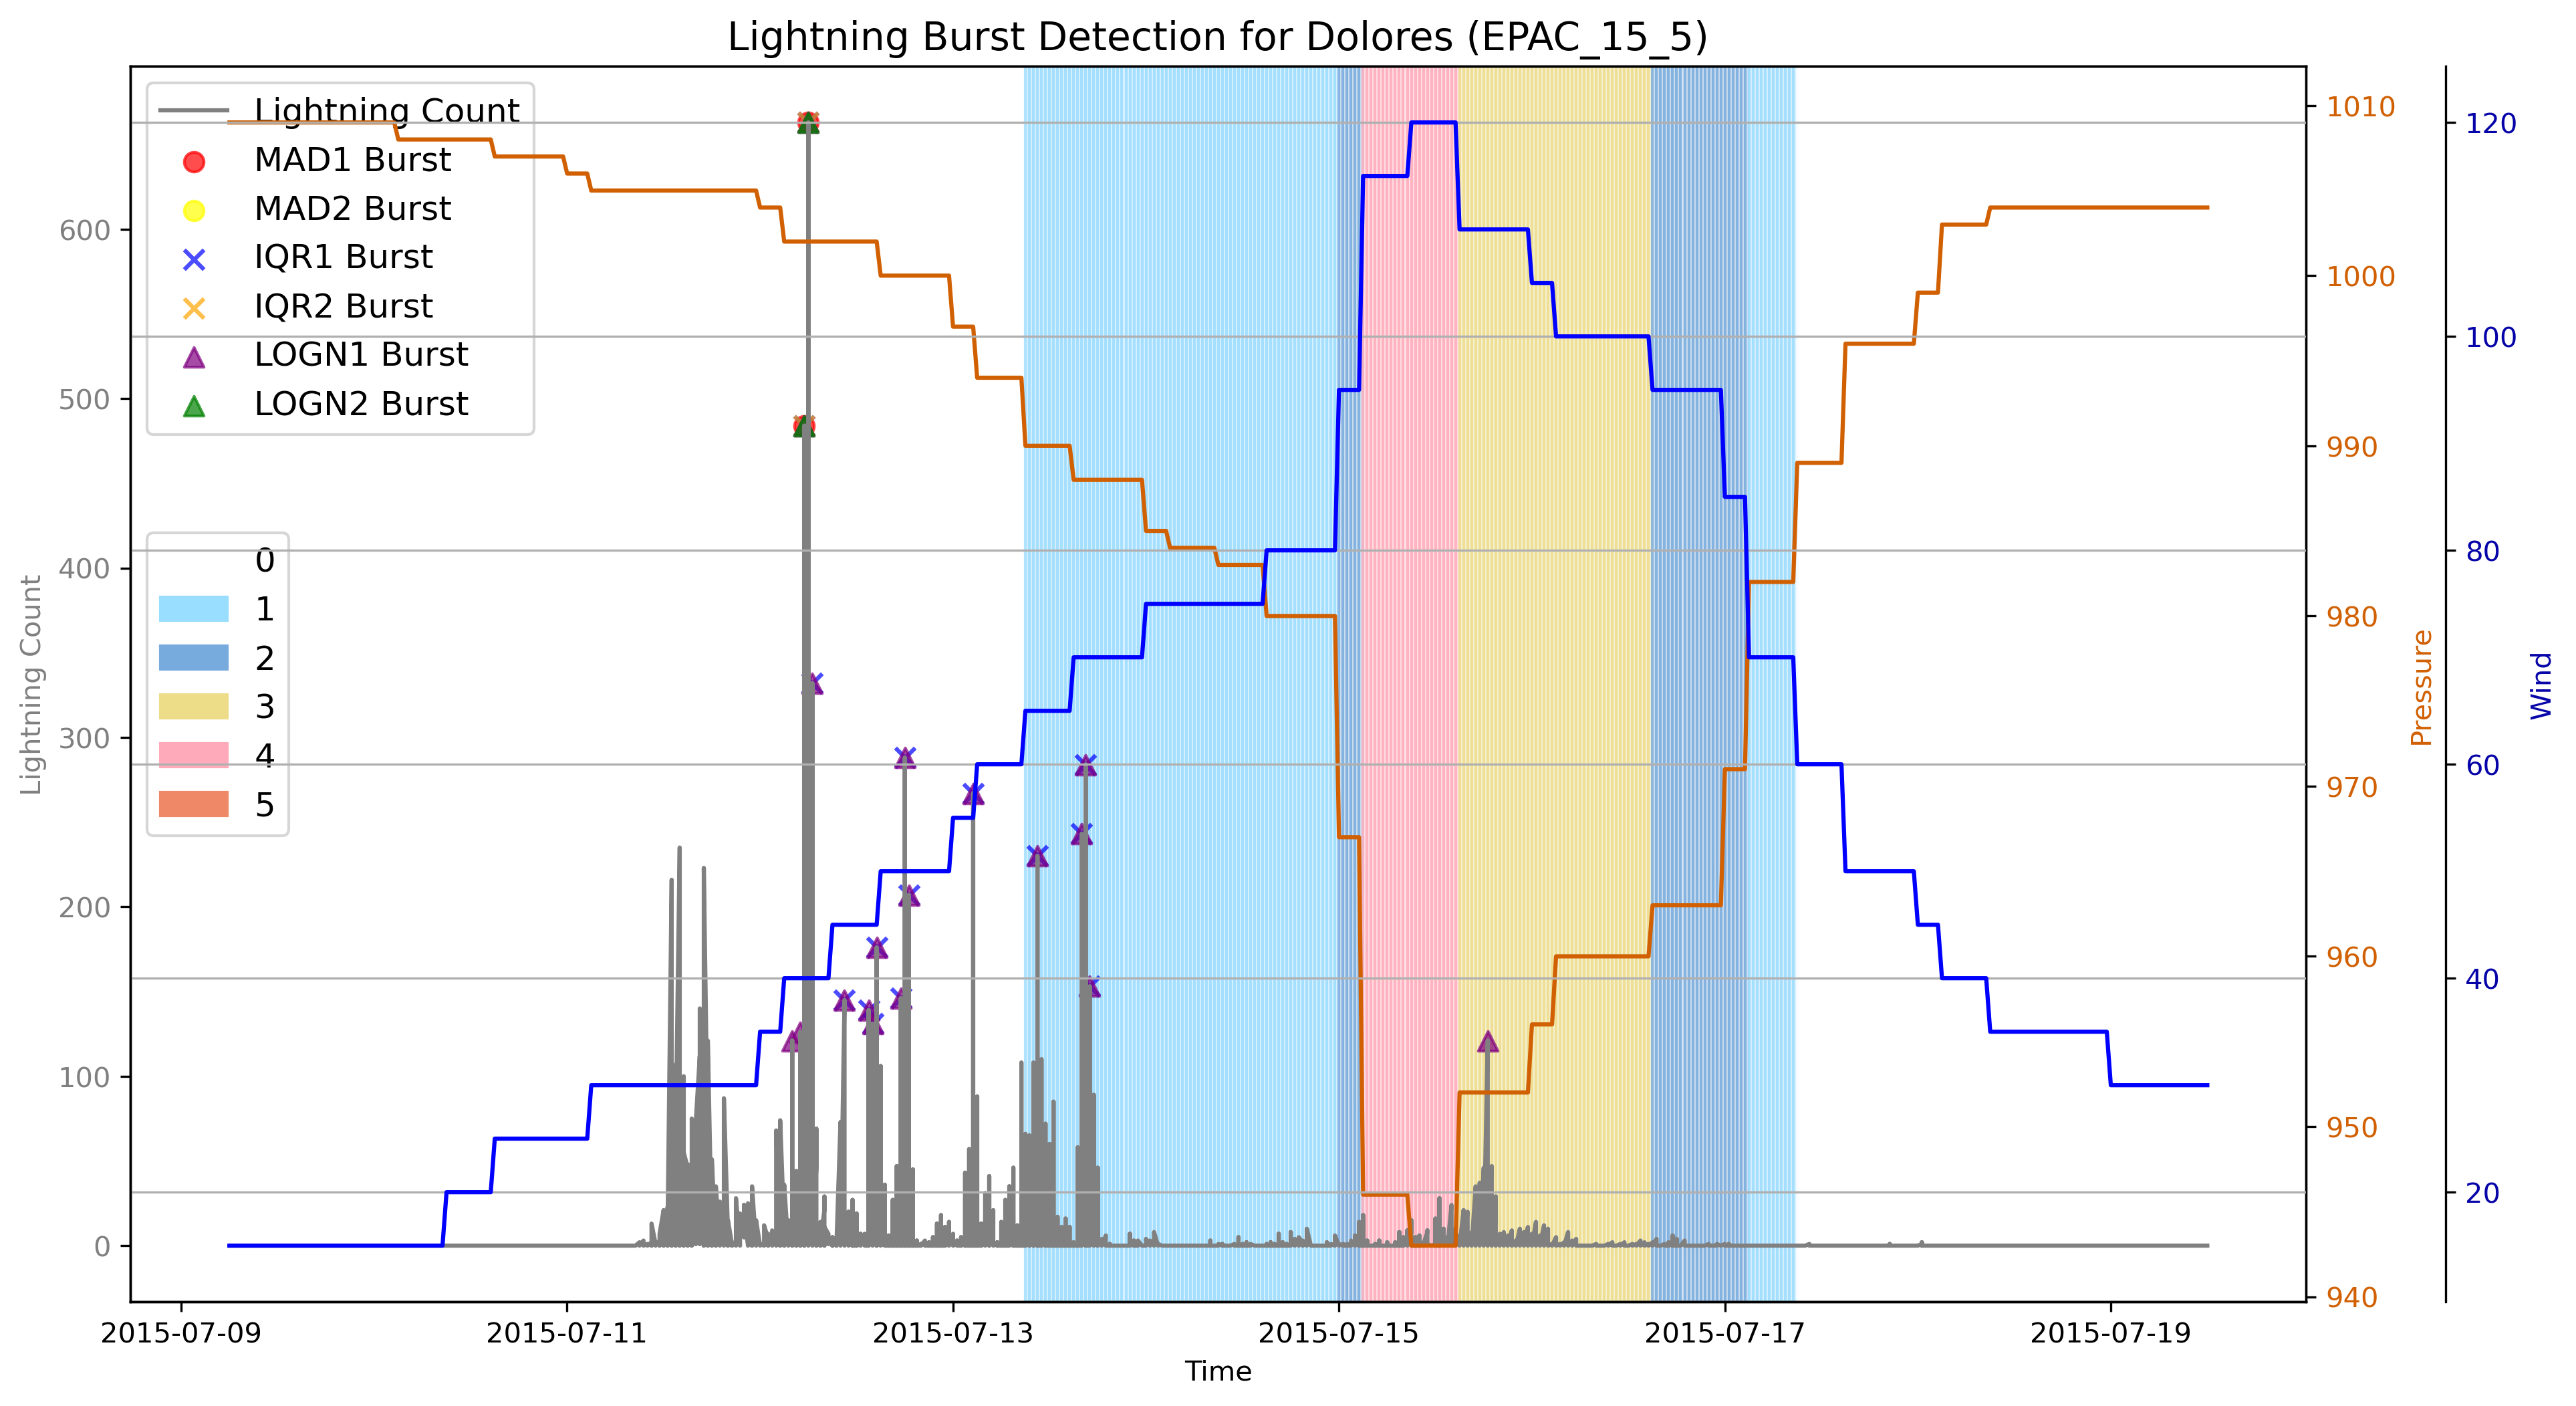 Lightning Burst Detection for Dolores (EPAC_15_5)
Lightning Count
MAD1 Burst
MAD2 Burst
IQR1 Burst
IQR2 Burst
LOGN1 Burst
LOGN2 Burst
0
1
2
3
4
5
Lightning Count
600
500
400
300
200
100
0
1010
1000
990
980
970
960
950
940
Pressure
120
100
80
60
40
20
Wind
2015-07-09
2015-07-11
2015-07-13
2015-07-15
2015-07-17
2015-07-19
Time